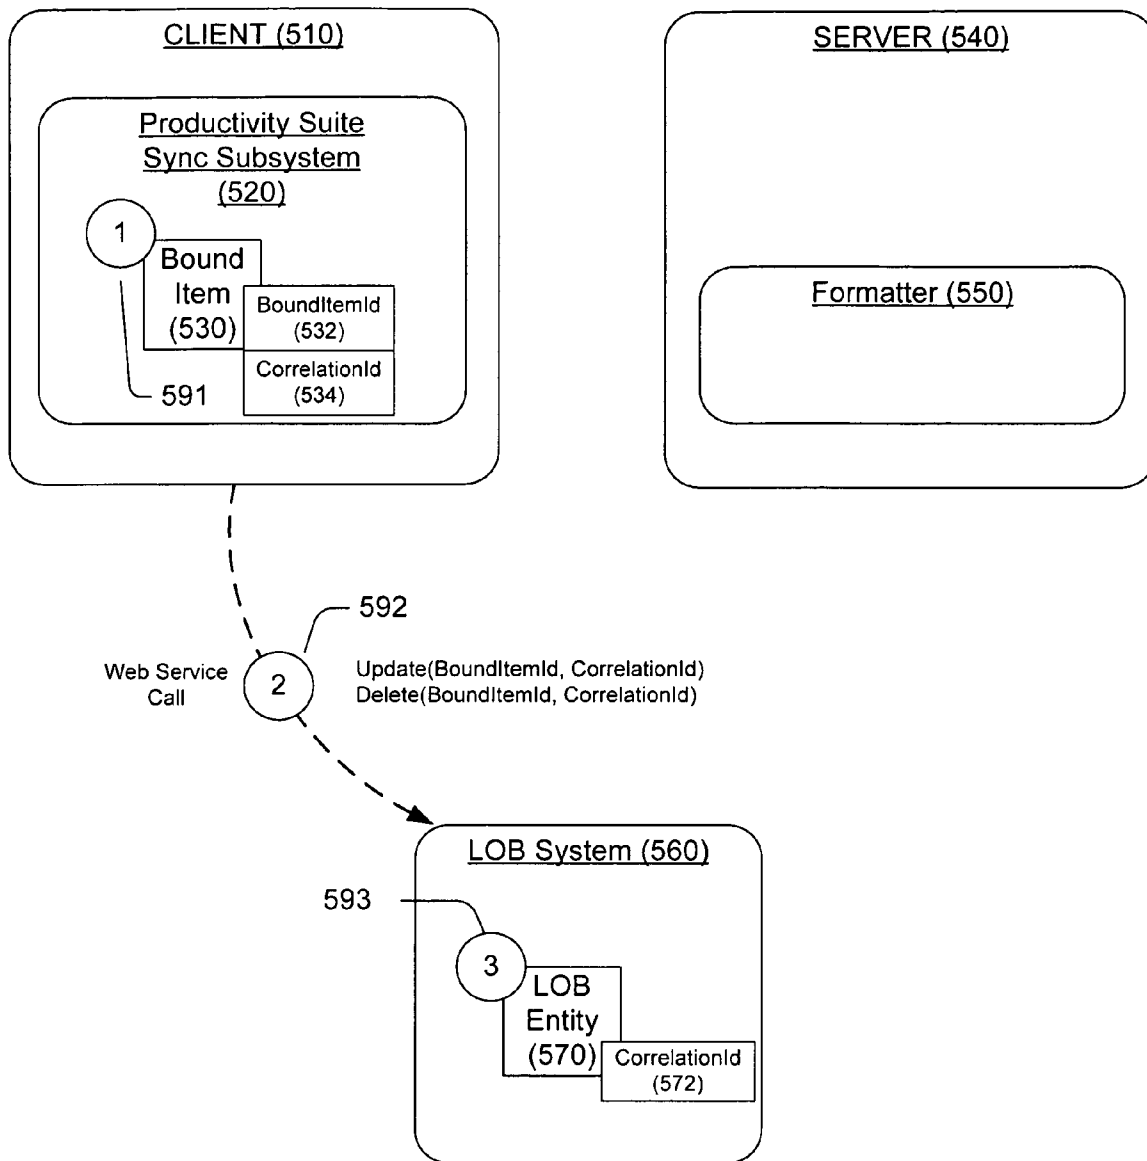 CLIENT (510)
Productivity Suite
Sync Subsystem
(520)
1
Bound
Item
(530)
BoundItemId
(532)
CorrelationId
(534)
591
SERVER (540)
Formatter (550)
592
Web Service
Call
2
Update(BoundItemId, CorrelationId)
Delete(BoundItemId, CorrelationId)
LOB System (560)
593
3
LOB
Entity
(570)
CorrelationId
(572)